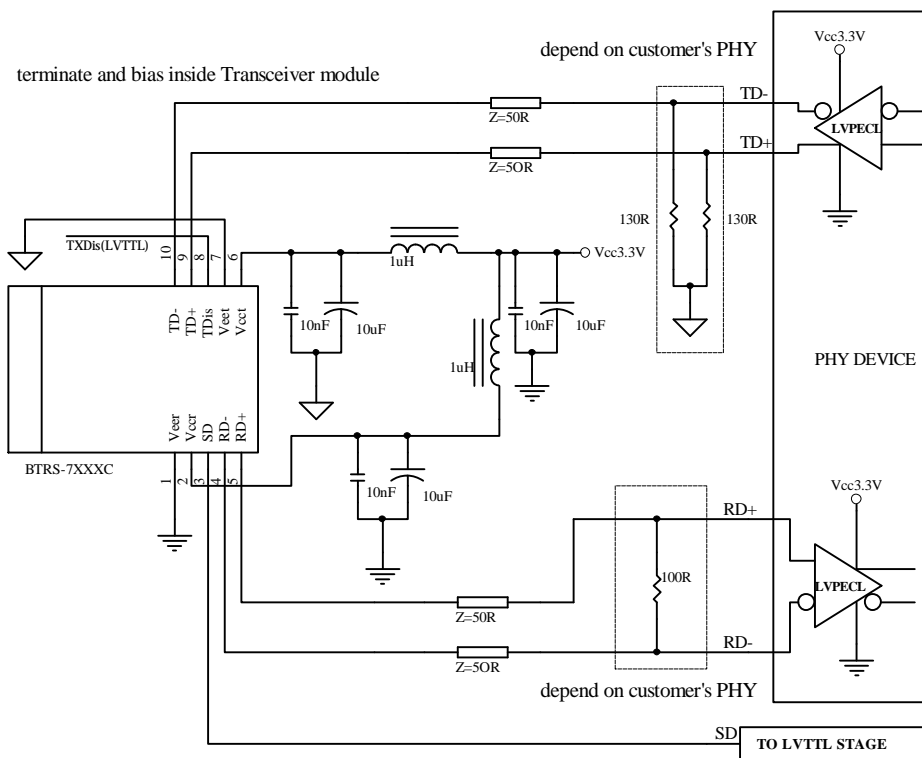 depend on customer's PHY
Vcc3.3V
terminate and bias inside Transceiver module
TD-
Z=50R
LVPECL
TD+
Z=5OR
130R
130R
TXDis(LVTTL)
10
9
8
7
6
1uH
Vcc3.3V
TD-
TD+
TDis
Veet
Vcct
10nF
10uF
10nF
10uF
1uH
PHY DEVICE
Veer
Vccr
SD
RD-
RD+
BTRS-7XXXC
1
2
3
4
5
10nF
10uF
Vcc3.3V
RD+
100R
LVPECL
Z=50R
RD-
Z=5OR
depend on customer's PHY
SD
TO LVTTL STAGE